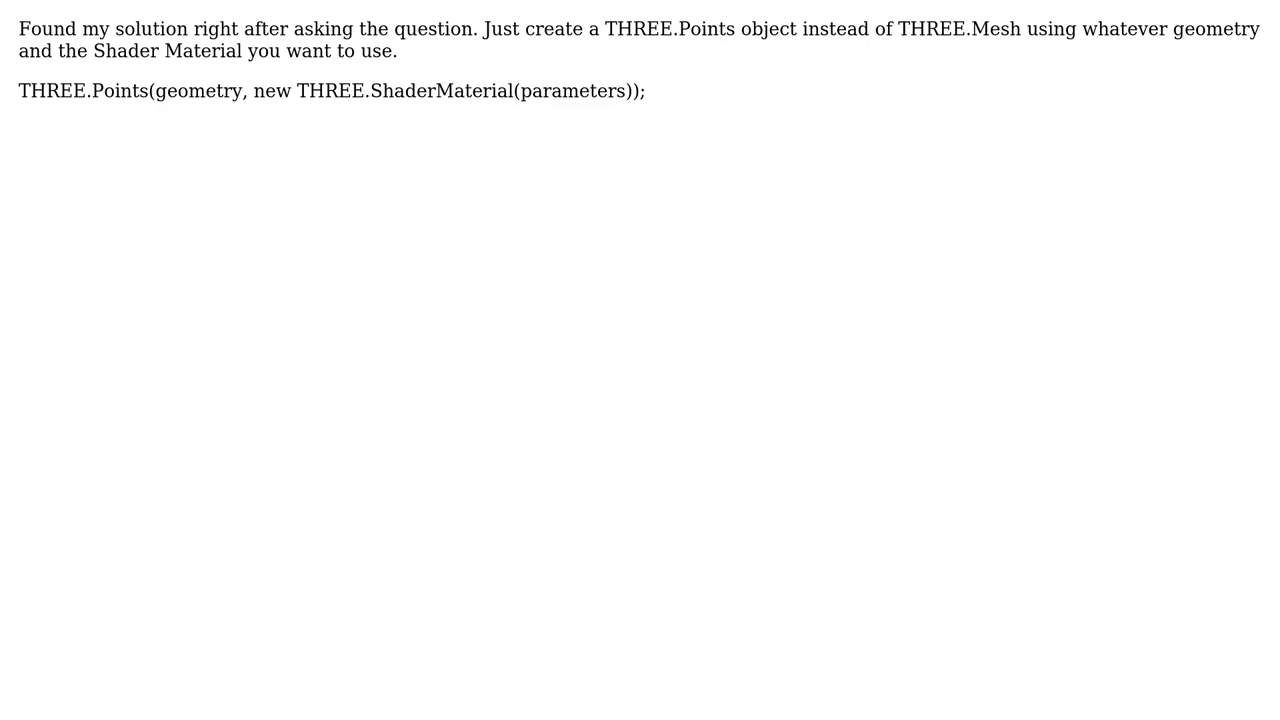 Found my solution right after asking the question. Just create a THREE.Points object instead of THREE.Mesh using whatever geometry
and the Shader Material you want to use.
THREE.Points(geometry, new THREE.ShaderMaterial(parameters));